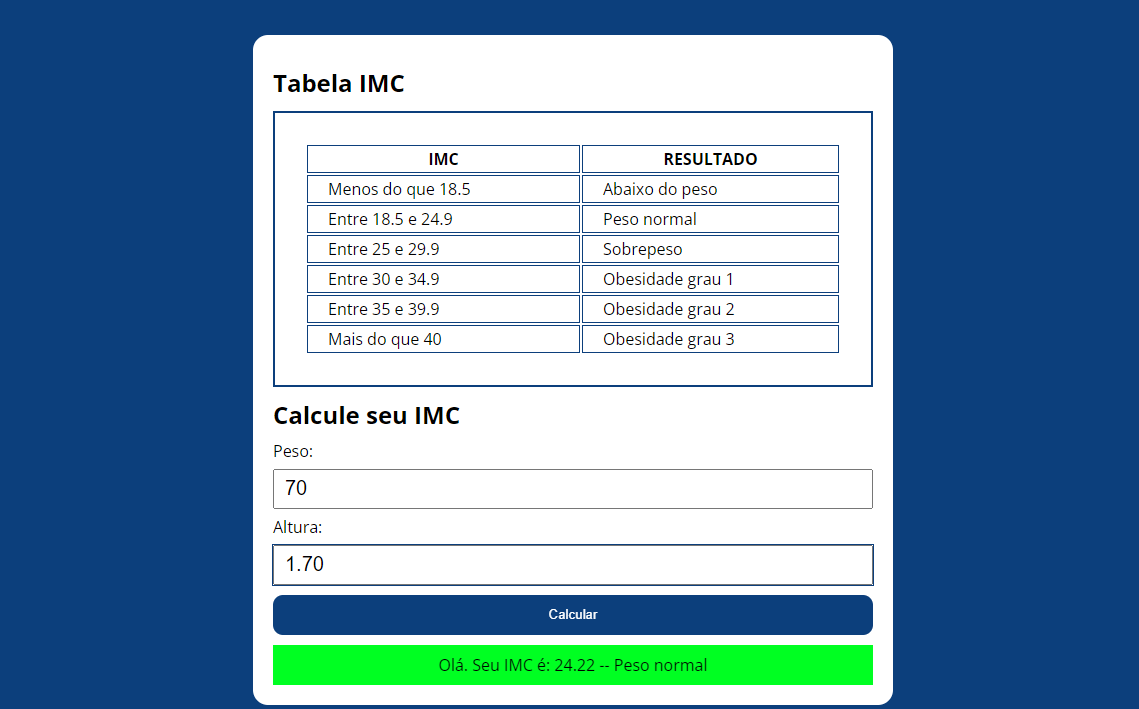 Tabela IMC
IMC RESULTADO
Menos do que 18.5 Abaixo do peso
Entre 18.5 e 24.9 Peso normal
Entre 25 e 29.9 Sobrepeso
Entre 30 e 34.9 Obesidade grau 1
Entre 35 e 39.9 Obesidade grau 2
Mais do que 40 Obesidade grau 3
Calcule seu IMC
Peso:
70
Altura:
1.70
Calcular
Olá. Seu IMC é: 24.22 -- Peso normal